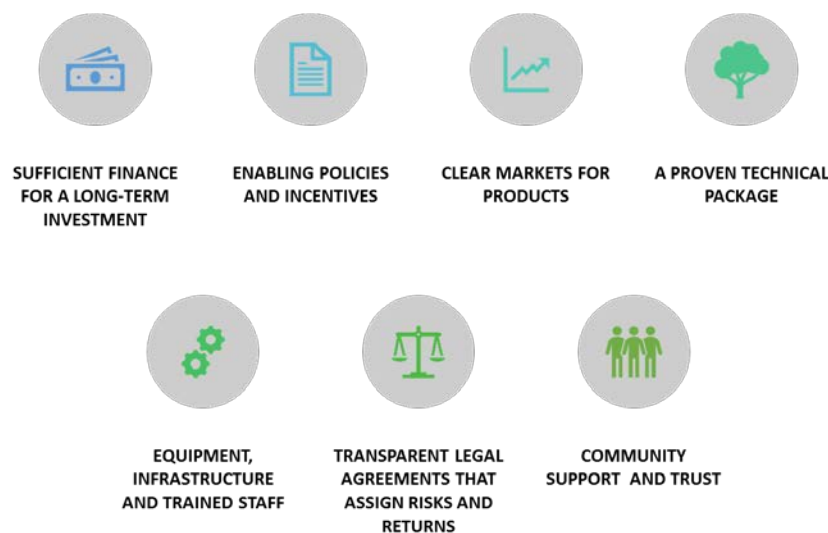 SUFFICIENT FINANCE
FOR A LONG-TERM
INVESTMENT
ENABLING POLICIES
AND INCENTIVES
CLEAR MARKETS FOR
PRODUCTS
A PROVEN TECHNICAL
PACKAGE
EQUIPMENT,
INFRASTRUCTURE
AND TRAINED STAFF
TRANSPARENT LEGAL
AGREEMENTS THAT
ASSIGN RISKS AND
RETURNS
COMMUNITY
SUPPORT AND TRUST